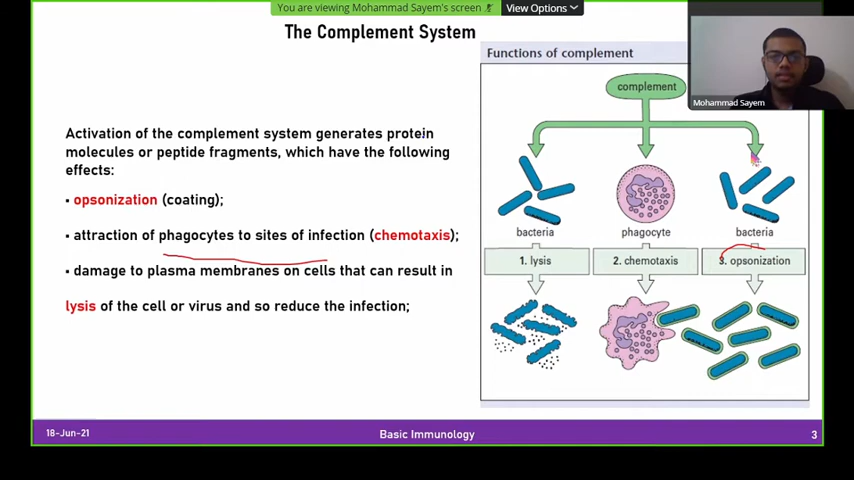 You are viewing Mohammad Sayem's screen
View Options
The Complement System
Functions of complement
complement
Mohammad Sayem
Activation of the complement system generates protein
molecules or peptide fragments, which have the following
effects:
▪ opsonization (coating);
▪ attraction of phagocytes to sites of infection (chemotaxis);
▪ damage to plasma membranes on cells that can result in
lysis of the cell or virus and so reduce the infection;
bacteria
phagocyte
bacteria
1. lysis
2. chemotaxis
3. opsonization
18-Jun-21
Basic Immunology
3